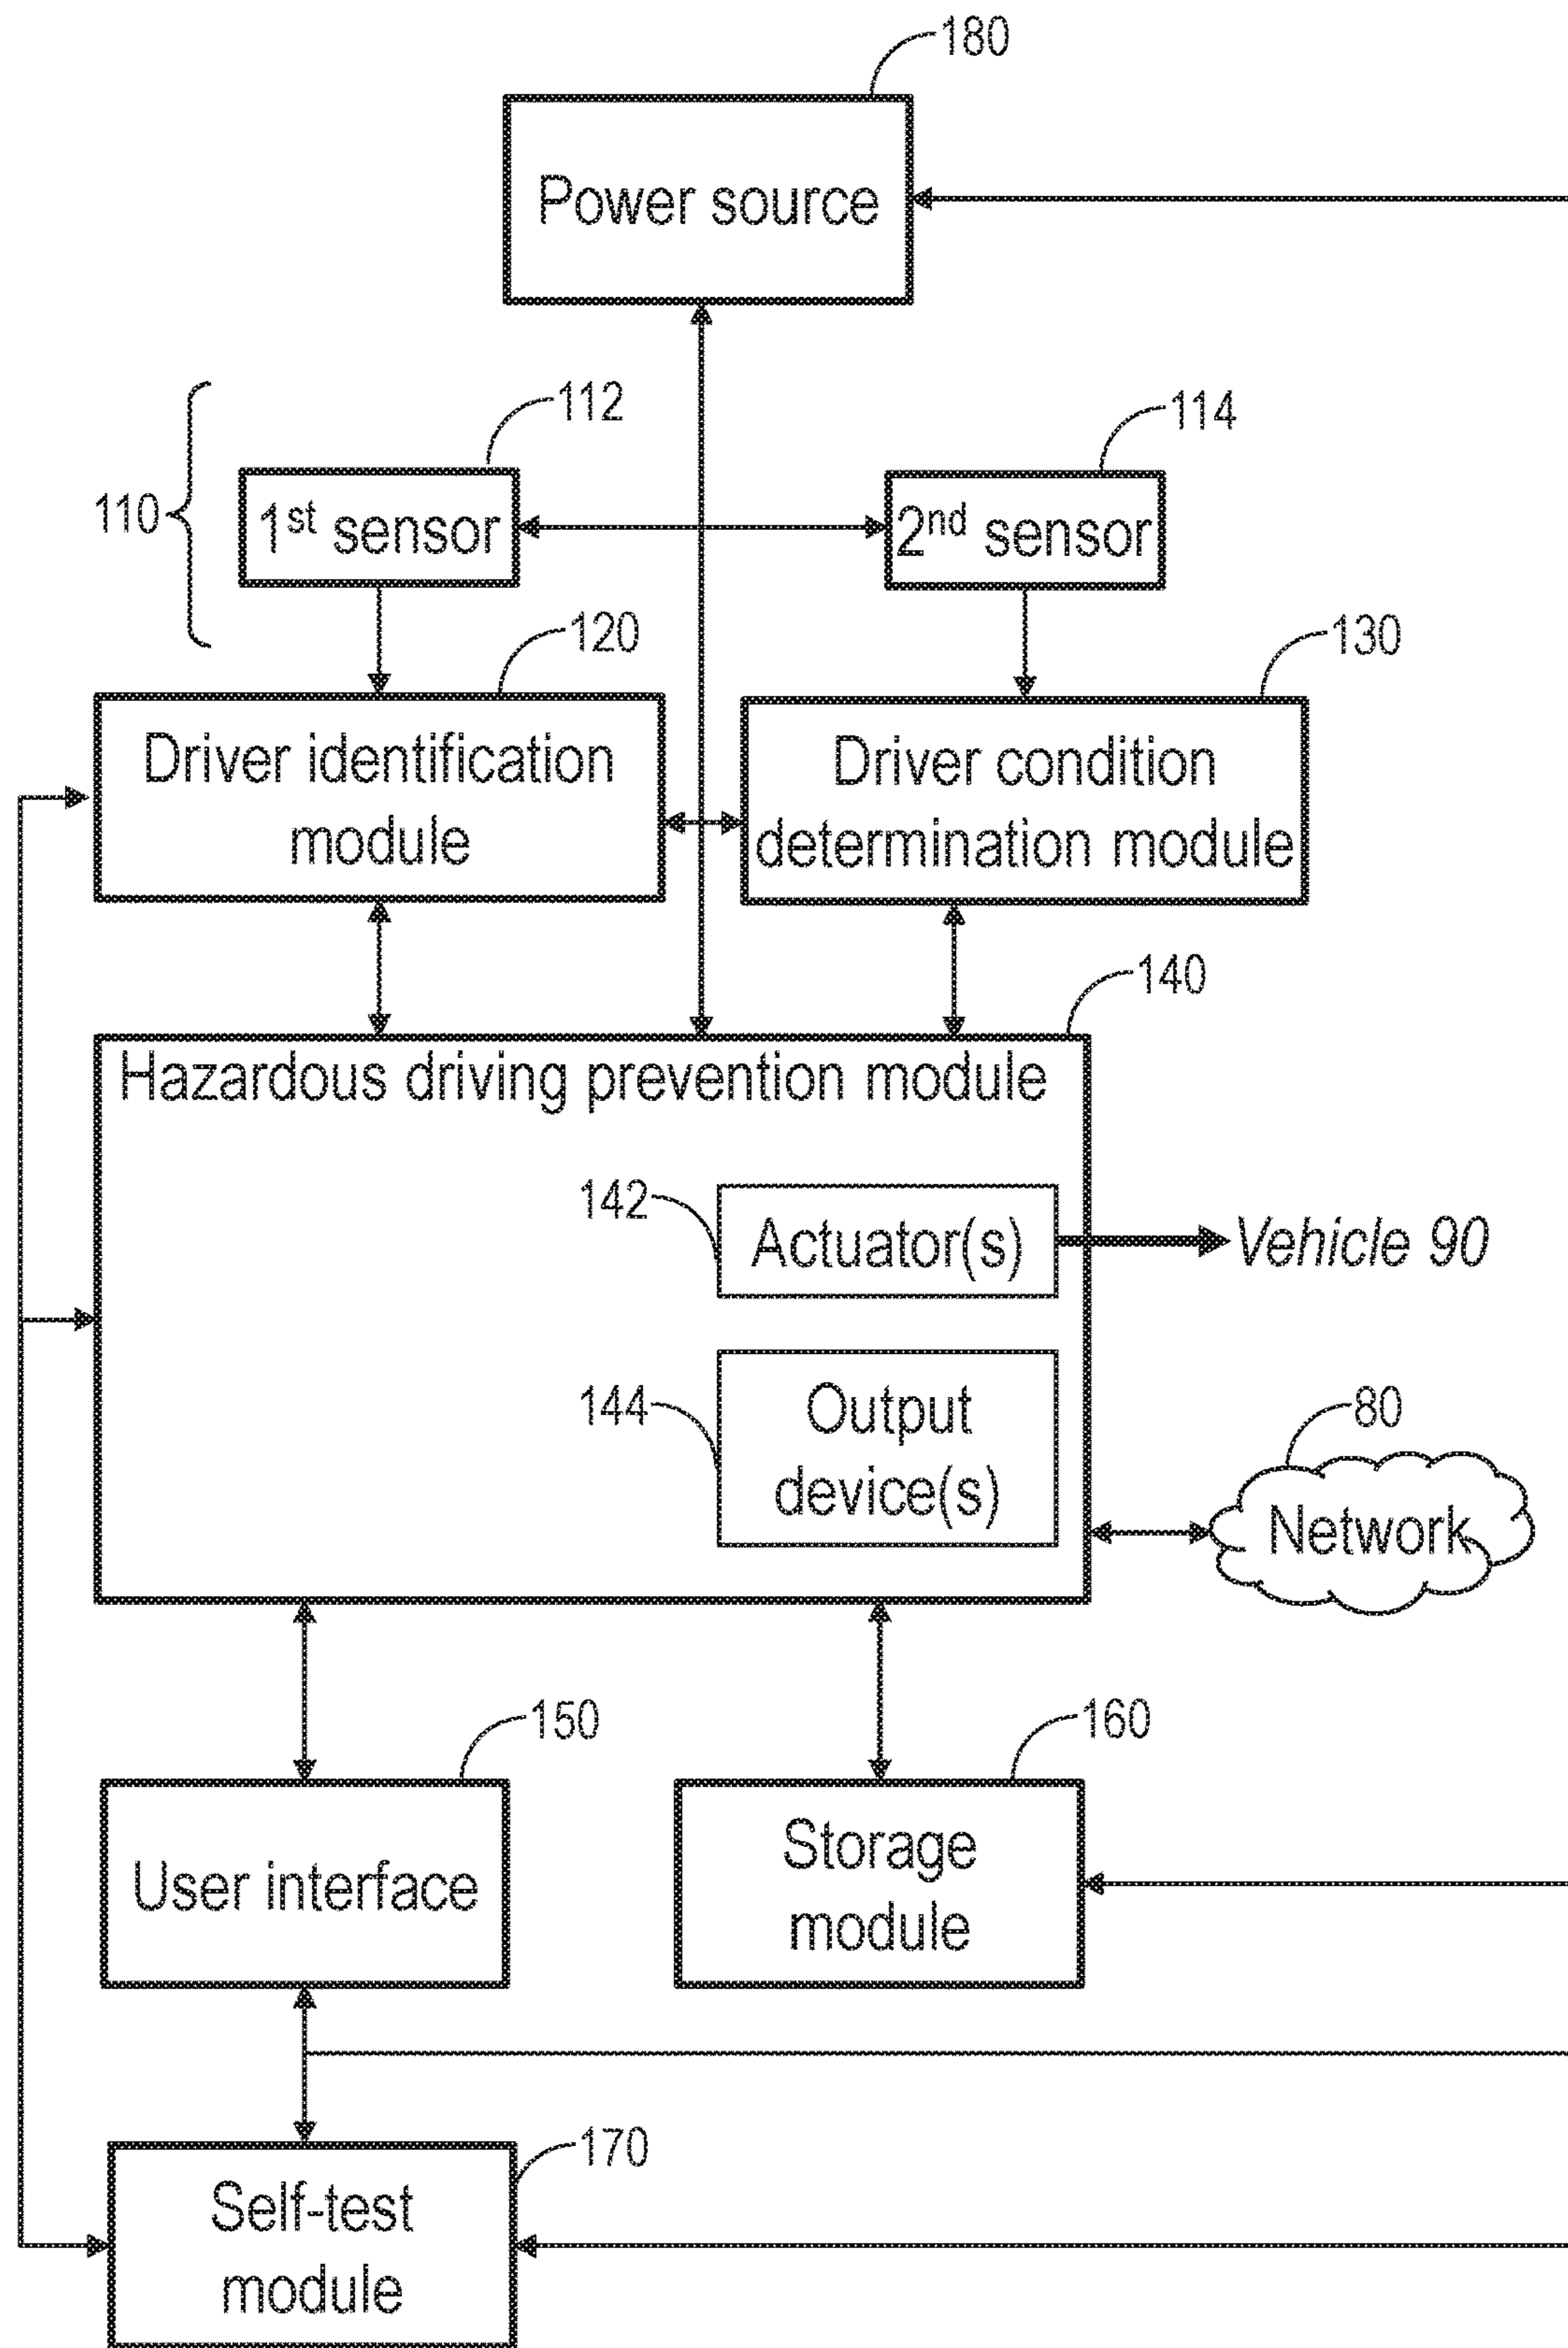 180
Power source
112
114
110
1st sensor
2nd sensor
120
130
Driver identification
module
Driver condition
determination module
140
Hazardous driving prevention module
142
Actuator(s)
Vehicle 90
144
Output
device(s)
80
Network
150
160
User interface
Storage
module
170
Self-test
module